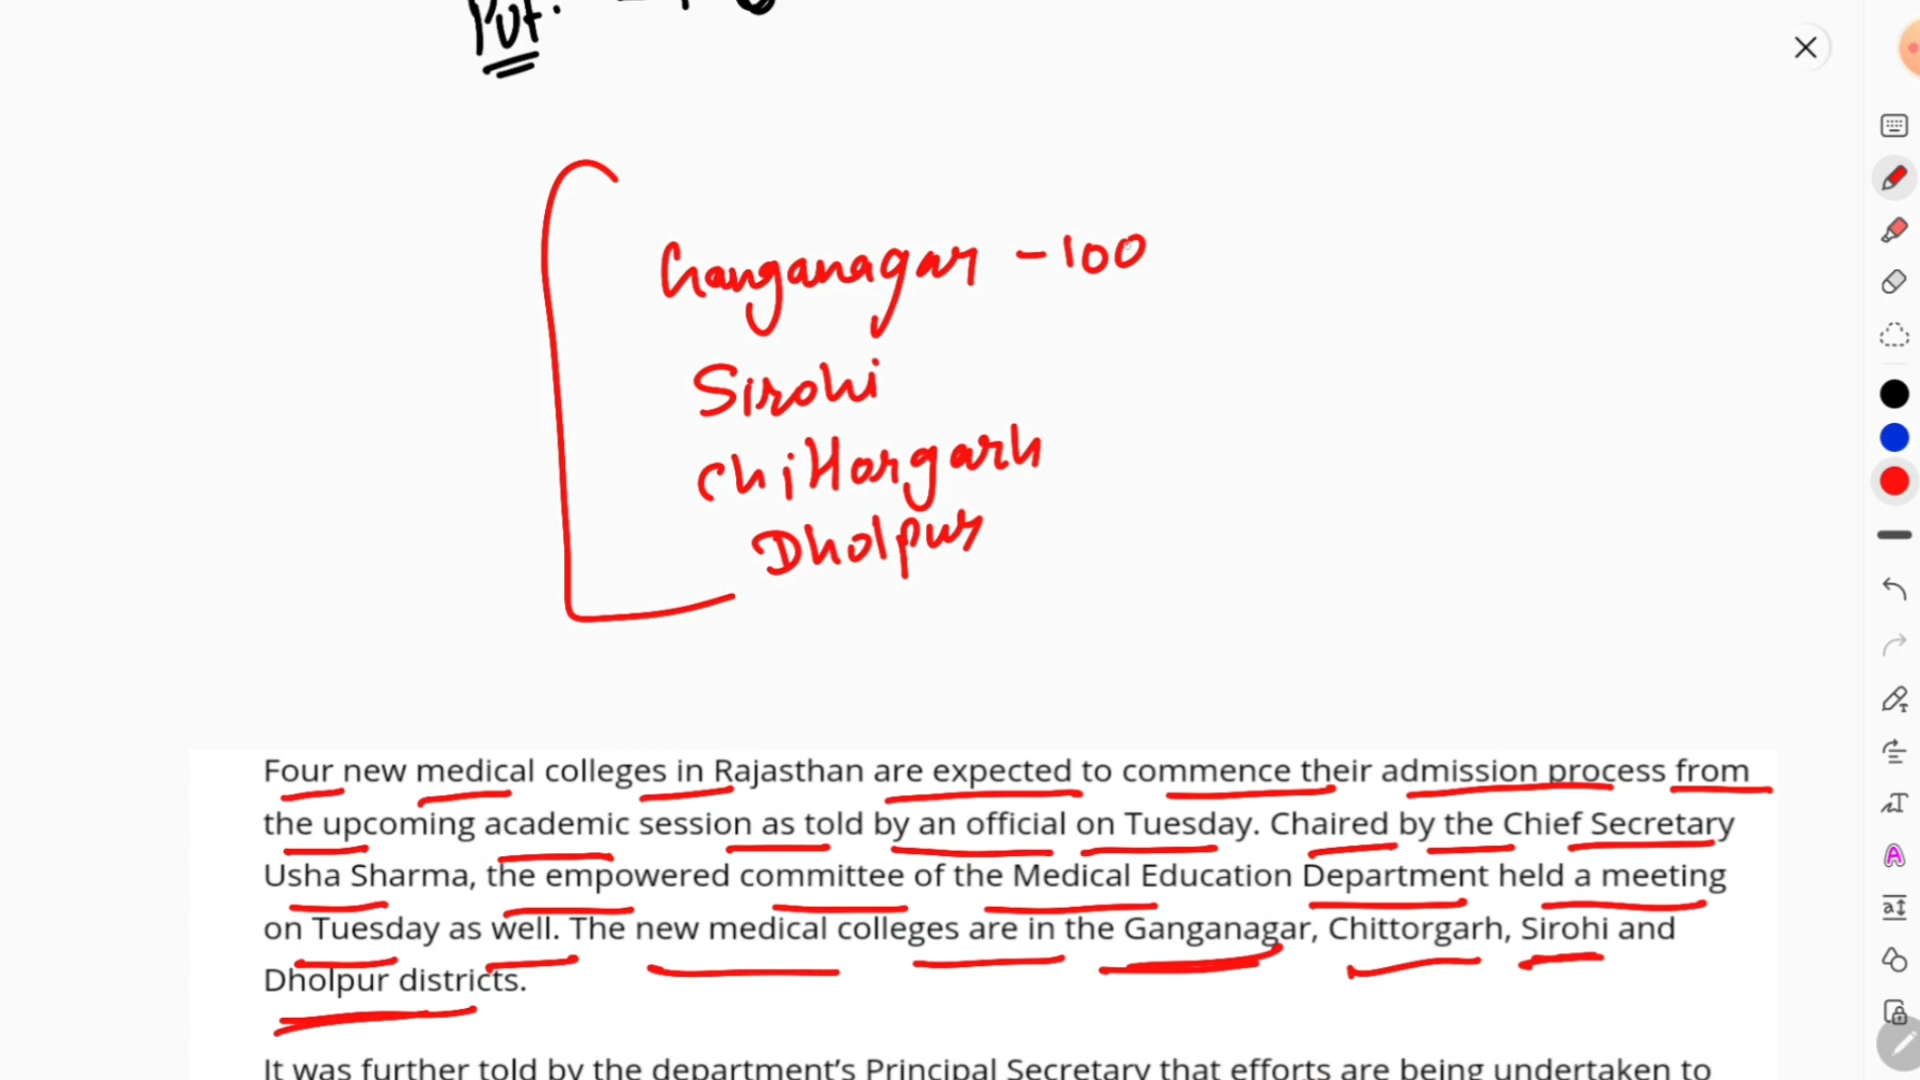 Put.
Ganganagar - 100
Sirohi
Chittorgarh
Dholpur
Four new medical colleges in Rajasthan are expected to commence their admission process from
the upcoming academic session as told by an official on Tuesday. Chaired by the Chief Secretary
Usha Sharma, the empowered committee of the Medical Education Department held a meeting
on Tuesday as well. The new medical colleges are in the Ganganagar, Chittorgarh, Sirohi and
Dholpur districts.
It was further told by the department's Principal Secretary that efforts are being undertaken to